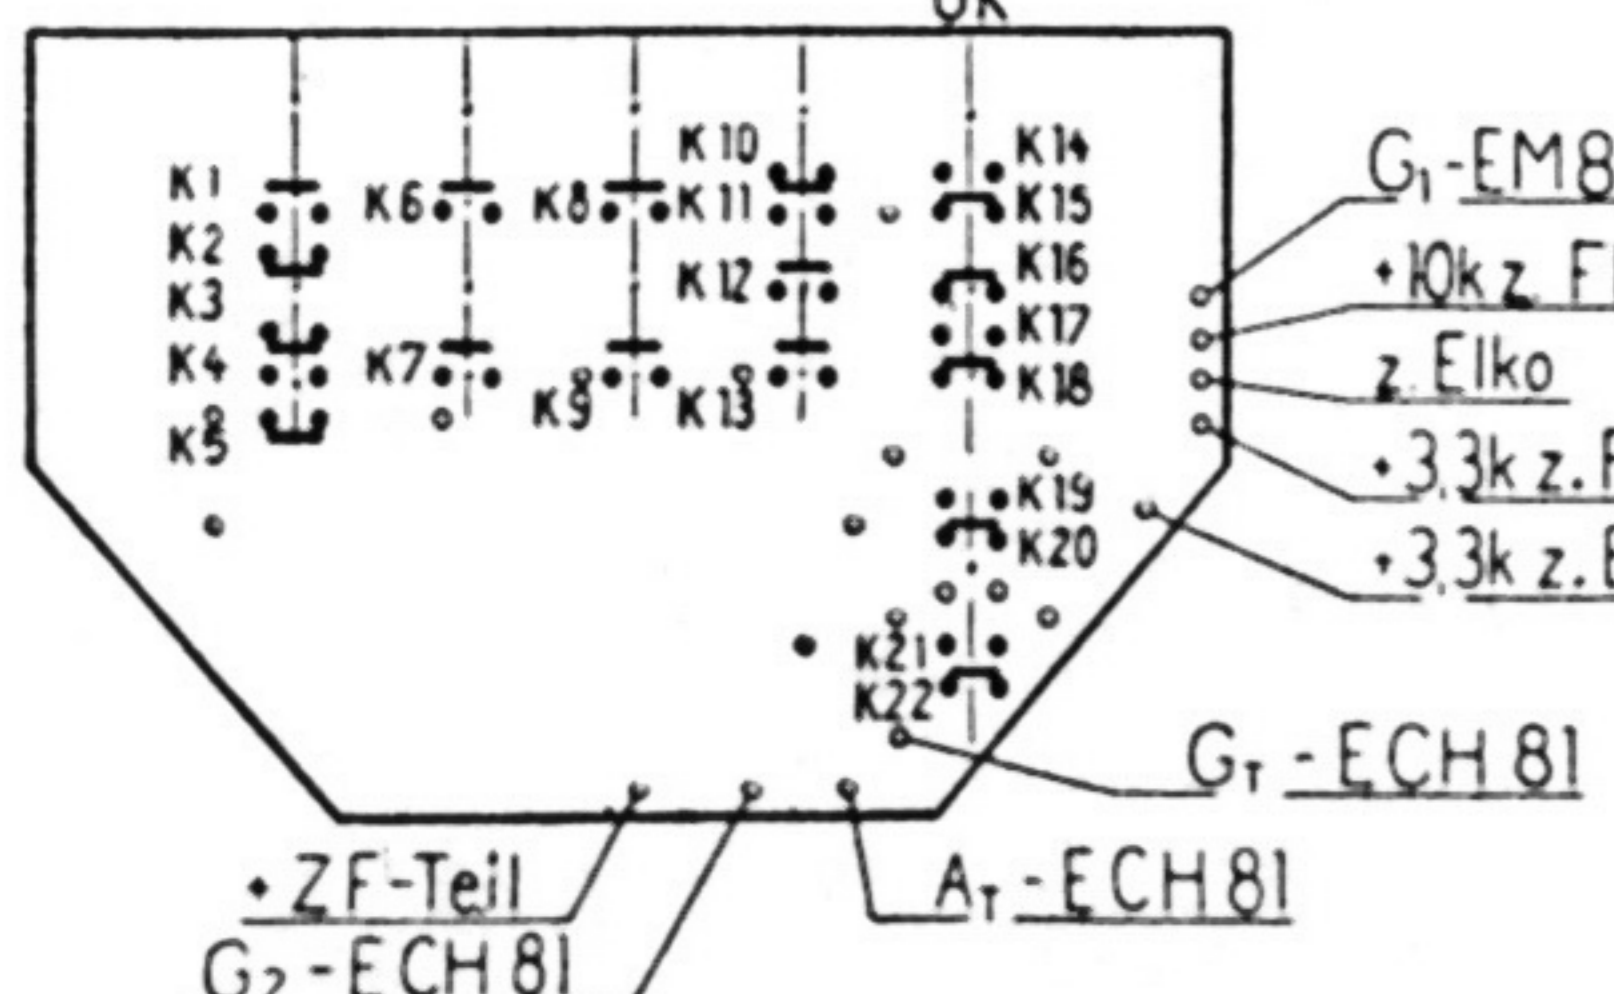 UK
K1
K2
K3
K4
K5
K6
K7
K8
K9
K10
K11
K12
K13
K14
K15
K16
K17
K18
K19
K20
K21
K22
G1 - EM8
+10k z.
z. Elko
+3,3k z.
+3,3k z.
GT - ECH 81
AT - ECH 81
+ ZF-Teil
G2 - ECH 81